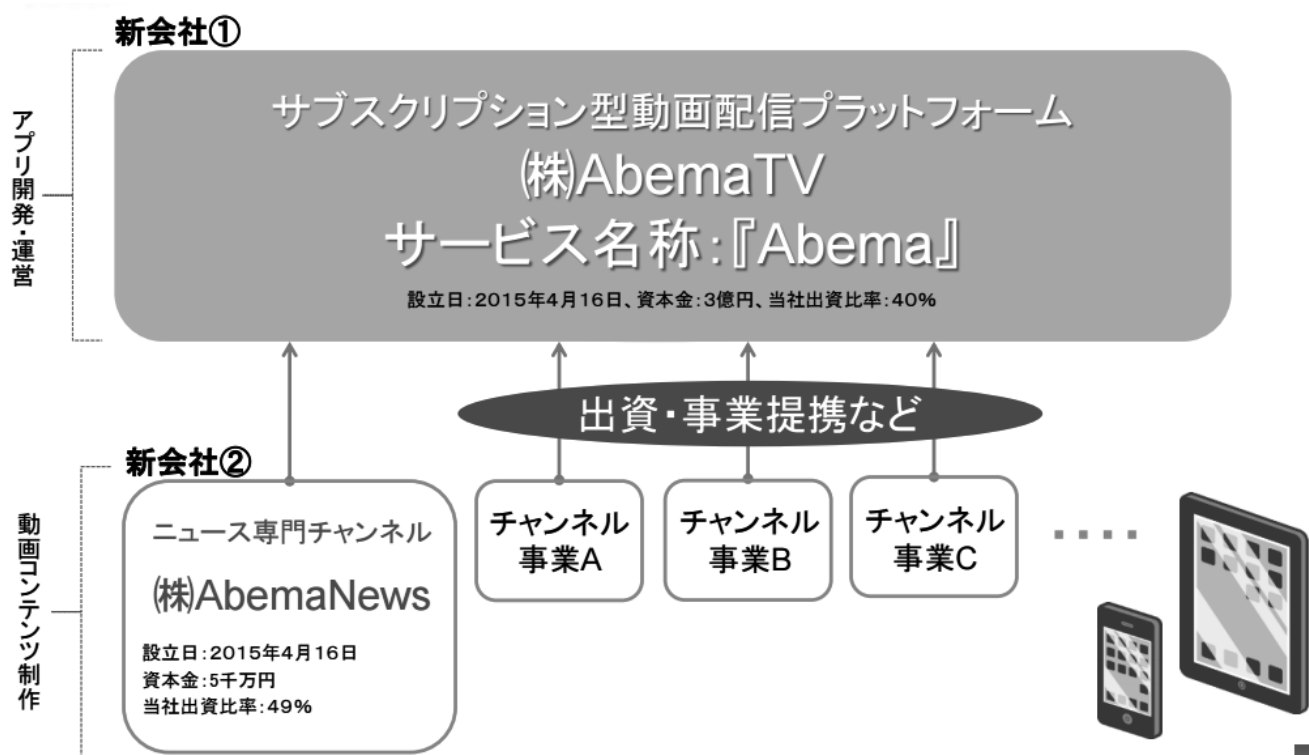 新会社①
サブスクリプション型動画配信プラットフォーム
㈱AbemaTV
サービス名称:『Abema』
設立日:2015年4月16日、資本金:3億円、当社出資比率:40%
アプリ開発・運営
出資・事業提携など
新会社②
ニュース専門チャンネル
㈱AbemaNews
設立日:2015年4月16日
資本金:5千万円
当社出資比率:49%
チャンネル
事業A
チャンネル
事業B
チャンネル
事業C
動画コンテンツ制作